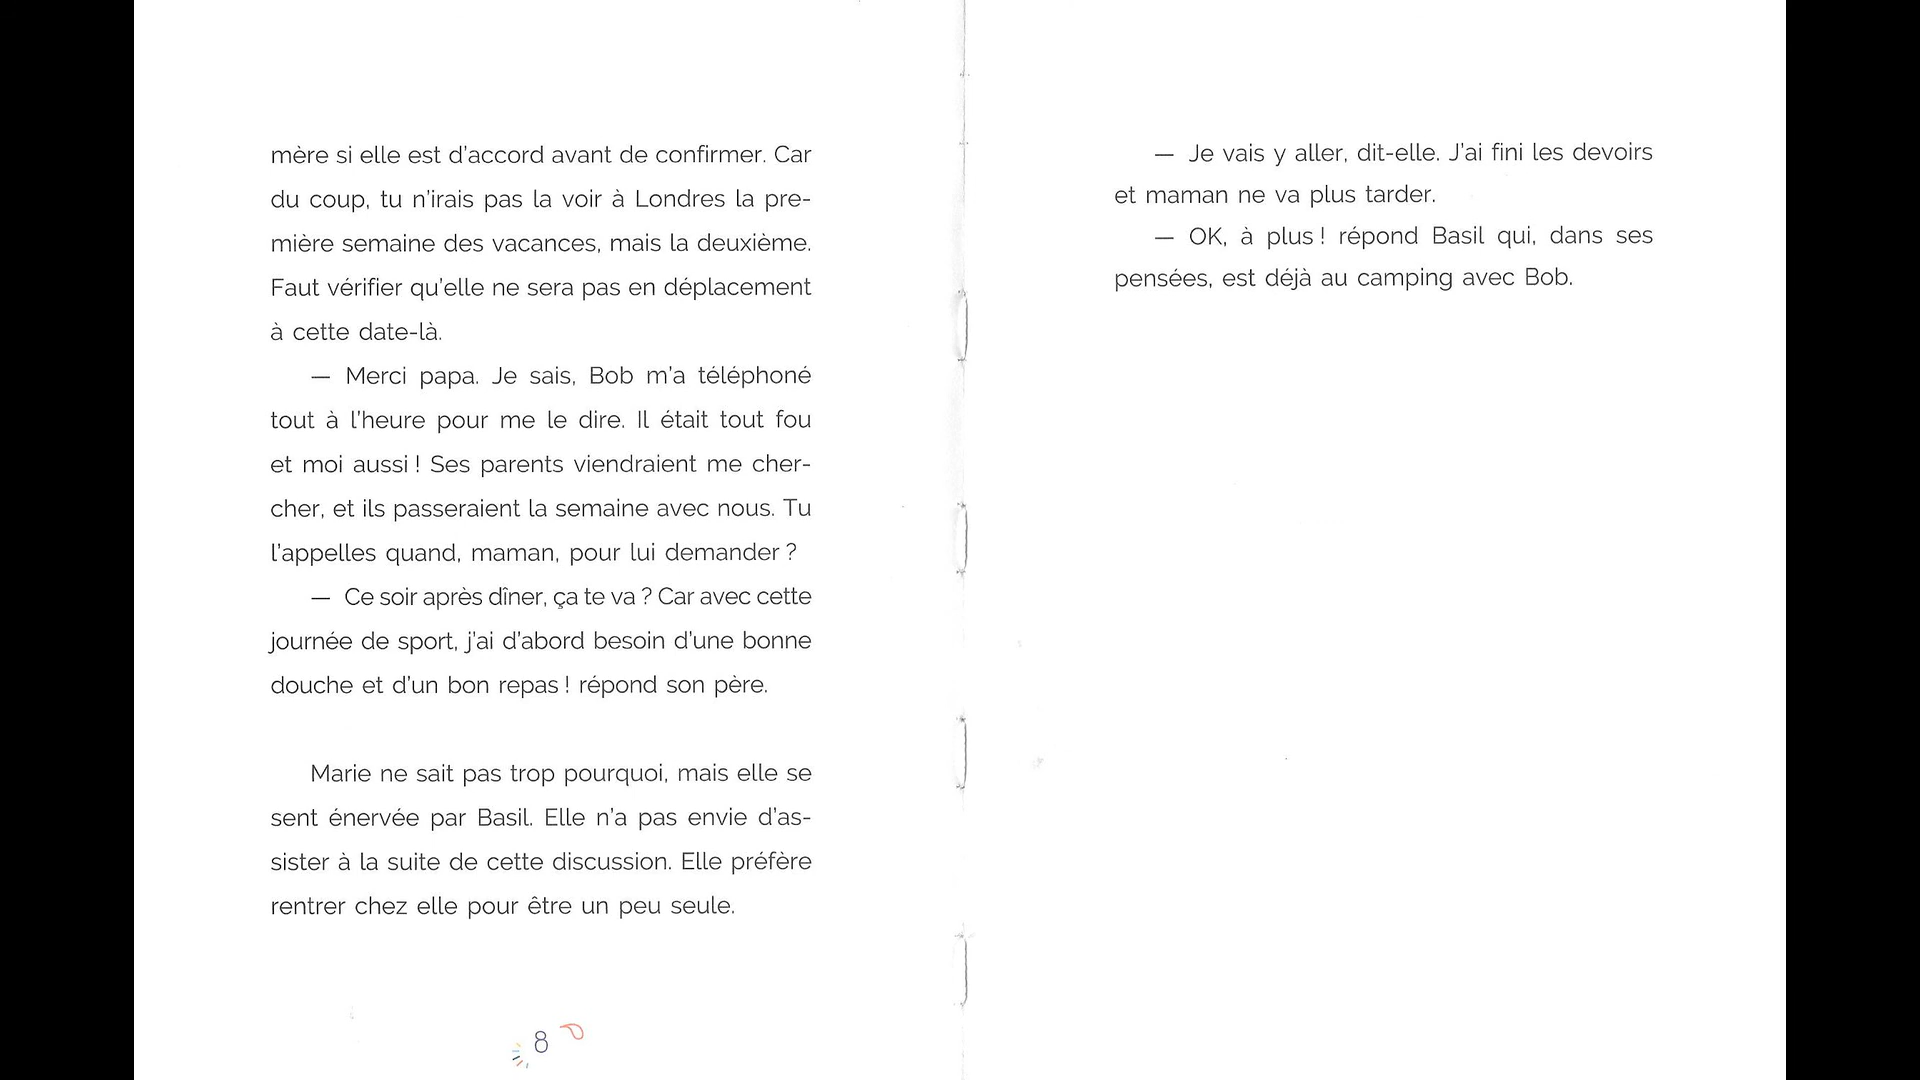 mère si elle est d'accord avant de confirmer. Car
du coup, tu n'irais pas la voir à Londres la pre-
mière semaine des vacances, mais la deuxième.
Faut vérifier qu'elle ne sera pas en déplacement
à cette date-là.
— Merci papa. Je sais, Bob m'a téléphoné
tout à l'heure pour me le dire. Il était tout fou
et moi aussi ! Ses parents viendraient me cher-
cher, et ils passeraient la semaine avec nous. Tu
l'appelles quand, maman, pour lui demander ?
— Ce soir après dîner, ça te va ? Car avec cette
journée de sport, j'ai d'abord besoin d'une bonne
douche et d'un bon repas ! répond son père.
Marie ne sait pas trop pourquoi, mais elle se
sent énervée par Basil. Elle n'a pas envie d'as-
sister à la suite de cette discussion. Elle préfère
rentrer chez elle pour être un peu seule.
8
— Je vais y aller, dit-elle. J'ai fini les devoirs
et maman ne va plus tarder.
— OK, à plus ! répond Basil qui, dans ses
pensées, est déjà au camping avec Bob.